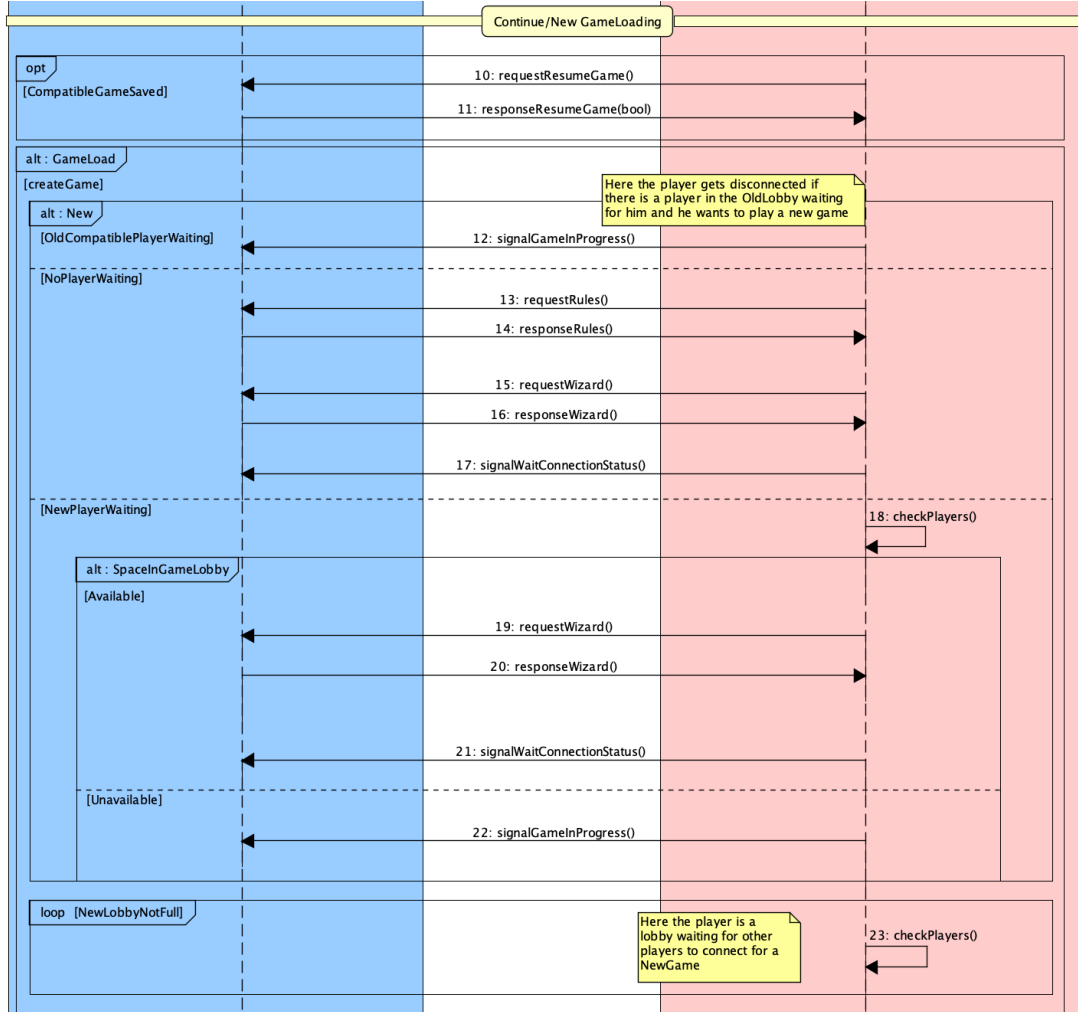 Continue/New GameLoading
opt
[CompatibleGameSaved]
10: requestResumeGame()
11: responseResumeGame(bool)
alt : GameLoad
[createGame]
Here the player gets disconnected if
there is a player in the OldLobby waiting
for him and he wants to play a new game
alt : New
[OldCompatiblePlayerWaiting]
12: signalGameInProgress()
[NoPlayerWaiting]
13: requestRules()
14: responseRules()
15: requestWizard()
16: responseWizard()
17: signalWaitConnectionStatus()
[NewPlayerWaiting]
18: checkPlayers()
alt : SpaceInGameLobby
[Available]
19: requestWizard()
20: responseWizard()
21: signalWaitConnectionStatus()
[Unavailable]
22: signalGameInProgress()
loop [NewLobbyNotFull]
Here the player is a
lobby waiting for other
players to connect for a
NewGame
23: checkPlayers()